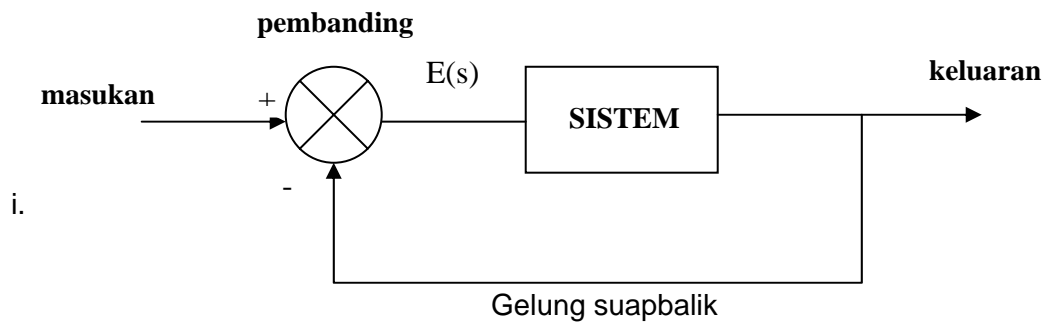 pembanding
E(s)
keluaran
masukan
+
SISTEM
-
i.
Gelung suapbalik